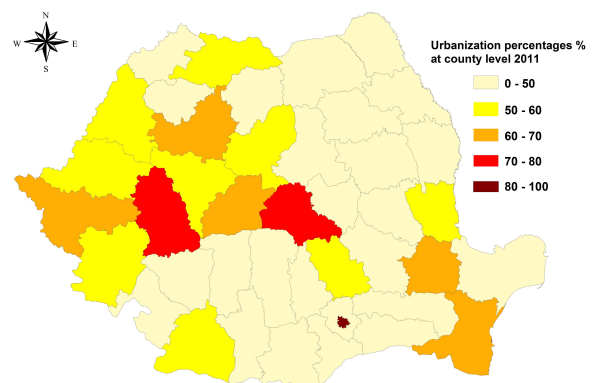 N
W E
S
Urbanization percentages %
at county level 2011
0 - 50
50 - 60
60 - 70
70 - 80
80 - 100